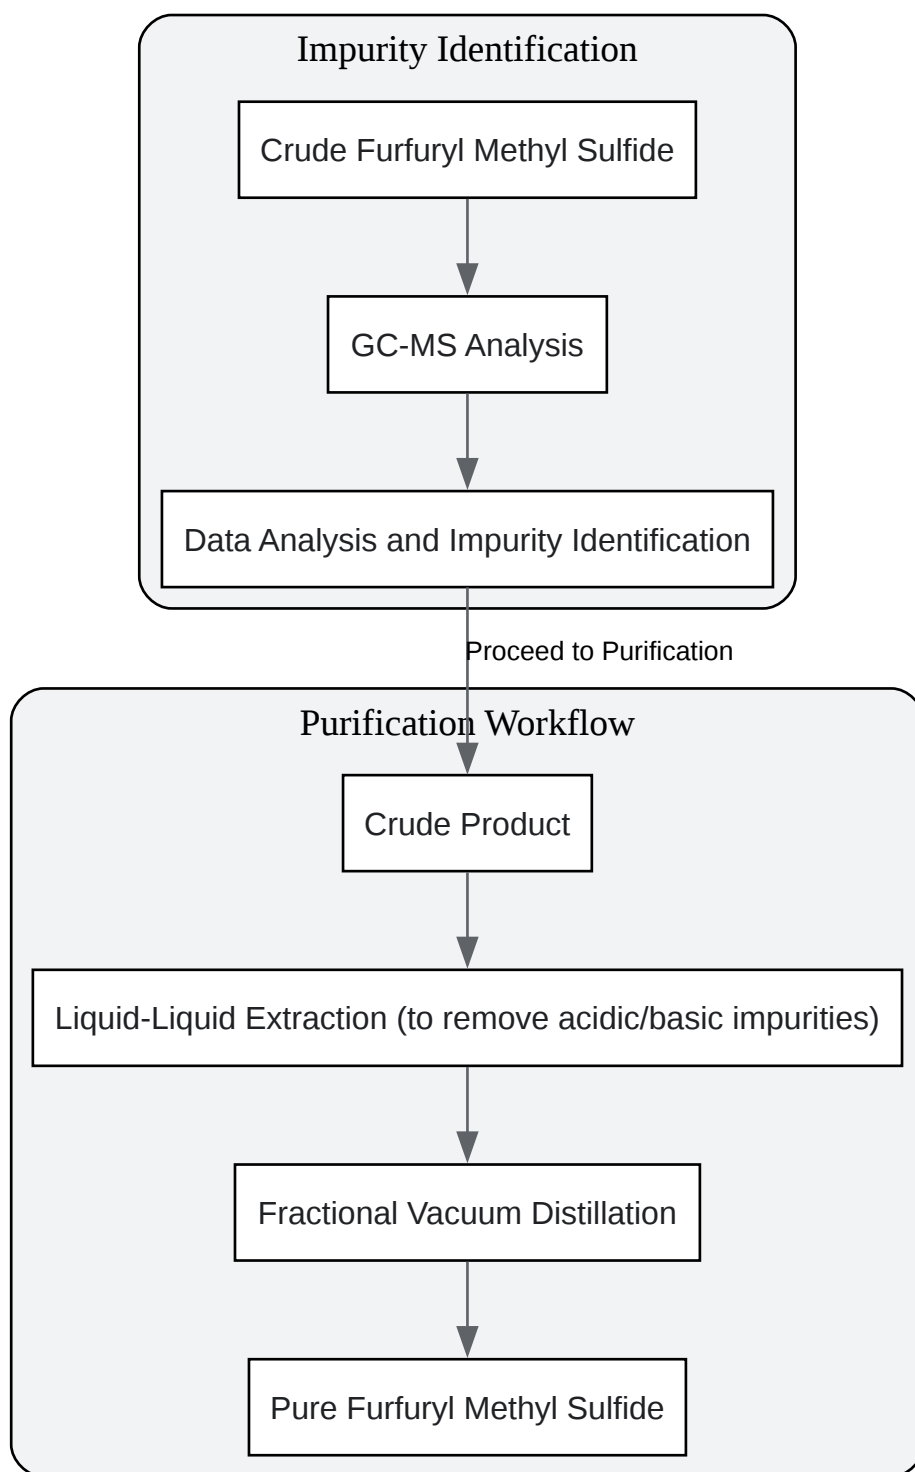 Impurity Identification
Crude Furfuryl Methyl Sulfide
GC-MS Analysis
Data Analysis and Impurity Identification
Proceed to Purification
Purification Workflow
Crude Product
Liquid-Liquid Extraction (to remove acidic/basic impurities)
Fractional Vacuum Distillation
Pure Furfuryl Methyl Sulfide